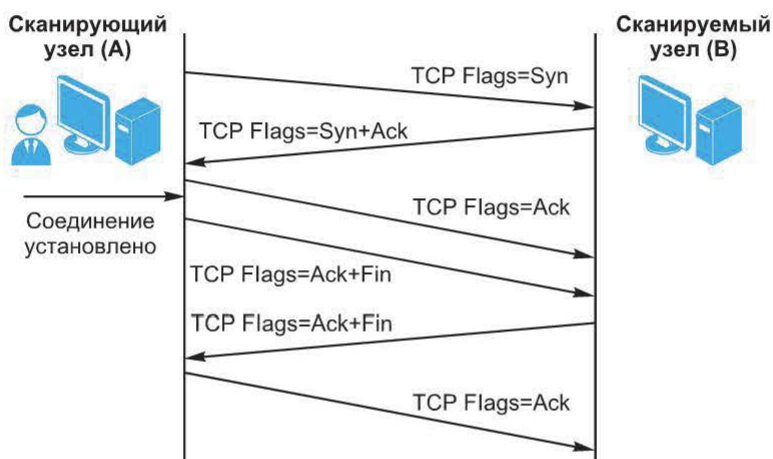 Сканирующий
узел (A)
Сканируемый
узел (B)
TCP Flags=Syn
TCP Flags=Syn+Ack
TCP Flags=Ack
Соединение
установлено
TCP Flags=Ack+Fin
TCP Flags=Ack+Fin
TCP Flags=Ack